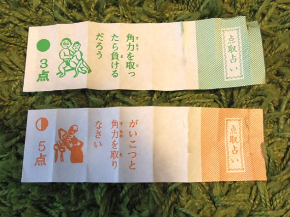 点取占い
角力を取っ
たら負ける
だろう
3点
点取占い
がいこつと
角力を取り
なさい
5点